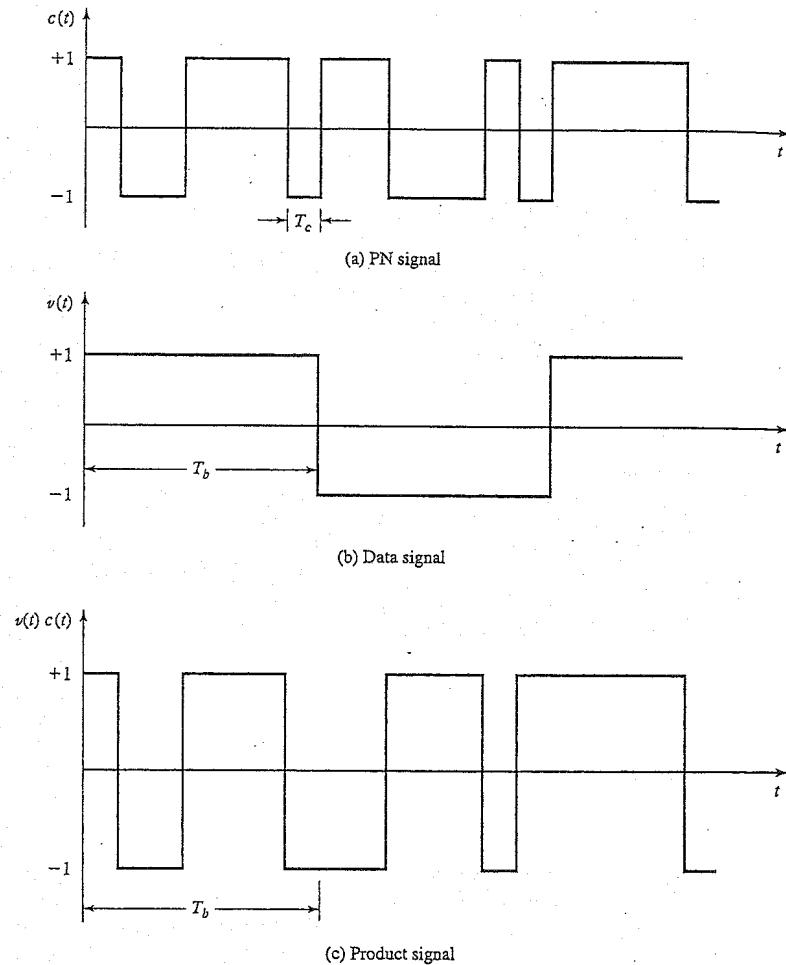 c(t)
+1
t
−1
T_c
(a) PN signal
v(t)
+1
t
T_b
−1
(b) Data signal
v(t) c(t)
+1
t
−1
T_b
(c) Product signal